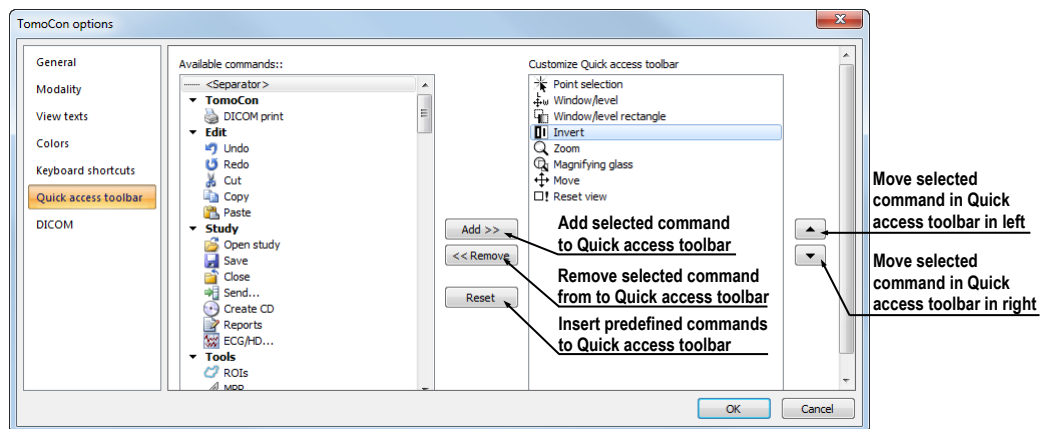 TomoCon options
General
Modality
View texts
Colors
Keyboard shortcuts
Quick access toolbar
DICOM
Available commands::
<Separator>
TomoCon
DICOM print
Edit
Undo
Redo
Cut
Copy
Paste
Study
Open study
Save
Close
Send...
Create CD
Reports
ECG/HD...
Tools
ROIs
MPR
Add >>
<< Remove
Reset
Customize Quick access toolbar
Point selection
Window/level
Window/level rectangle
Invert
Zoom
Magnifying glass
Move
Reset view
Add selected command
to Quick access toolbar
Remove selected command
from to Quick access toolbar
Insert predefined commands
to Quick access toolbar
Move selected
command in Quick
access toolbar in left
Move selected
command in Quick
access toolbar in right
OK
Cancel